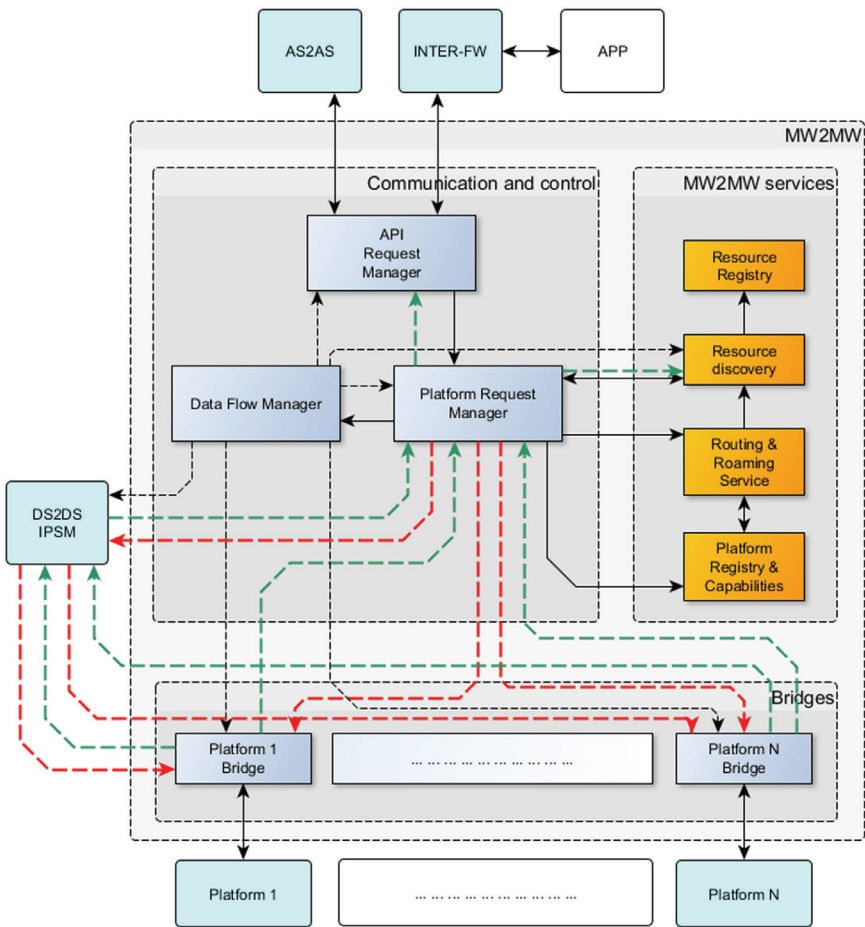 AS2AS
INTER-FW
APP
MW2MW
Communication and control
MW2MW services
API
Request
Manager
Resource
Registry
Resource
discovery
Data Flow Manager
Platform Request
Manager
Routing &
Roaming
Service
DS2DS
IPSM
Platform
Registry &
Capabilities
Bridges
Platform 1
Bridge
... ... ... ... ... ... ... ... ... ... ...
Platform N
Bridge
Platform 1
... ... ... ... ... ... ... ... ... ... ...
Platform N